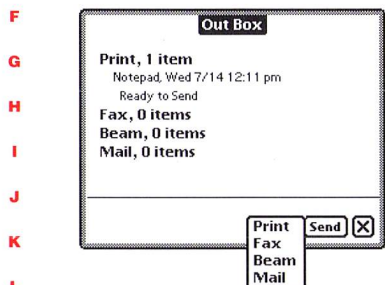 F
Out Box
G
Print, 1 item
Notepad, Wed 7/14 12:11 pm
Ready to Send
H
Fax, 0 items
Beam, 0 items
I
Mail, 0 items
J
Print
Send
K
Fax
Beam
Mail